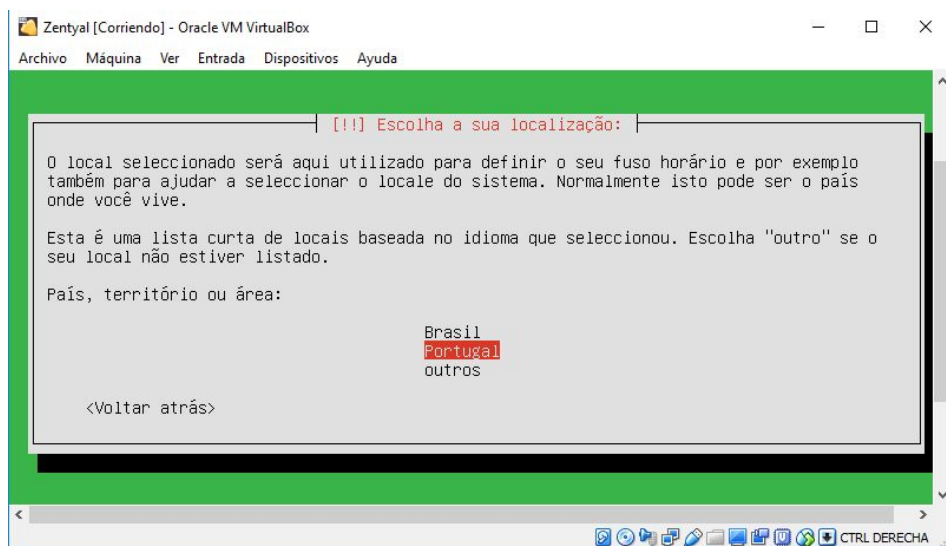 Zentyal [Corriendo] - Oracle VM VirtualBox
Archivo Máquina Ver Entrada Dispositivos Ayuda
[!!] Escolha a sua localização:
O local seleccionado será aqui utilizado para definir o seu fuso horário e por exemplo
também para ajudar a seleccionar o locale do sistema. Normalmente isto pode ser o país
onde você vive.
Esta é uma lista curta de locais baseada no idioma que seleccionou. Escolha "outro" se o
seu local não estiver listado.
País, território ou área:
Brasil
Portugal
outros
<Voltar atrás>
CTRL DERECHA